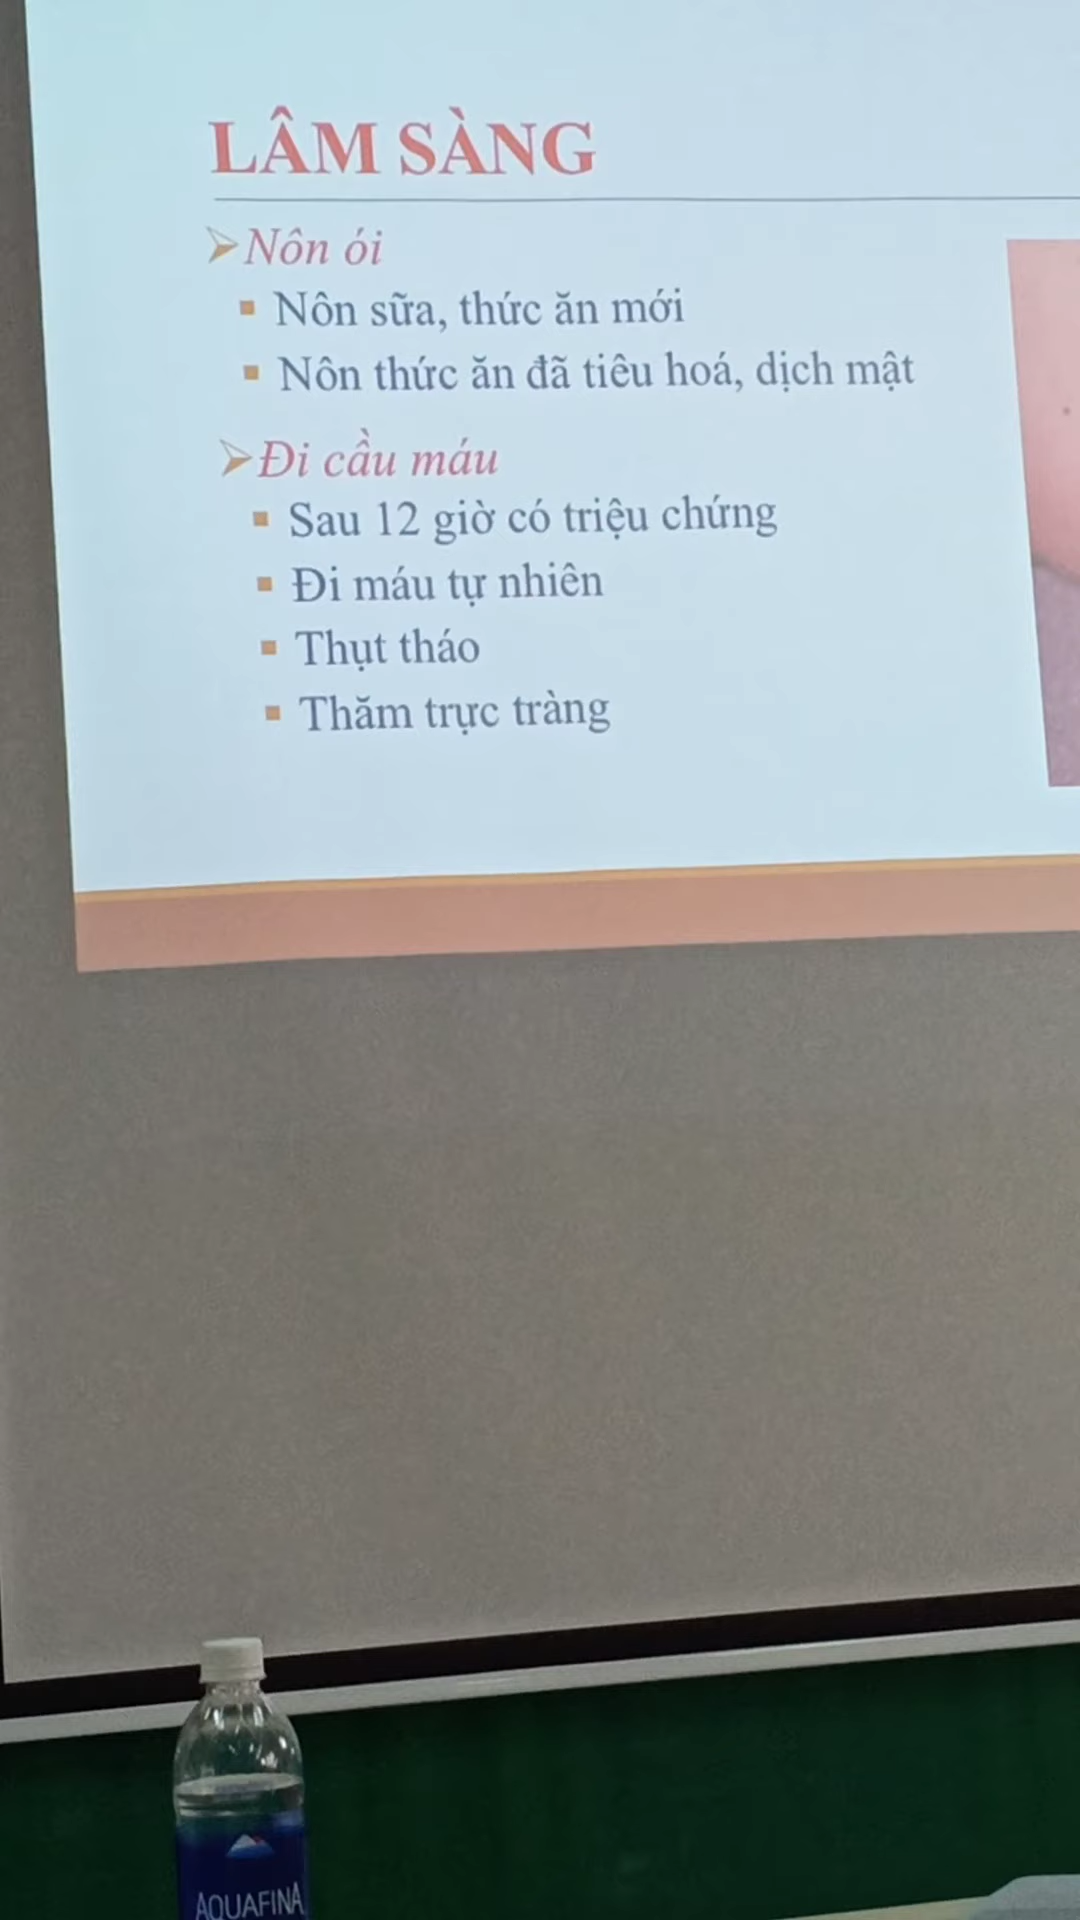 LÂM SÀNG
Nôn ói
Nôn sữa, thức ăn mới
Nôn thức ăn đã tiêu hoá, dịch mật
Đi cầu máu
Sau 12 giờ có triệu chứng
Đi máu tự nhiên
Thụt tháo
Thăm trực tràng
AQUAFINA